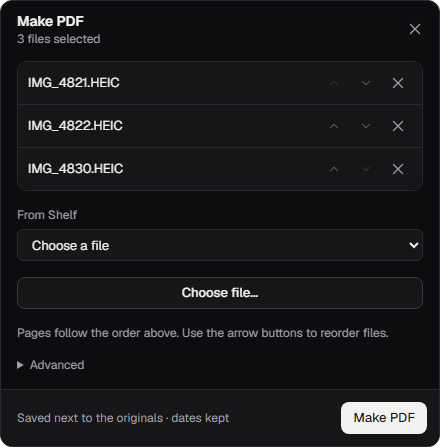 Make PDF
3 files selected
IMG_4821.HEIC
IMG_4822.HEIC
IMG_4830.HEIC
From Shelf
Choose a file
Choose file...
Pages follow the order above. Use the arrow buttons to reorder files.
Advanced
Saved next to the originals · dates kept
Make PDF